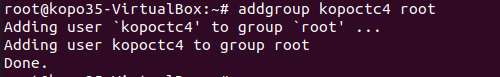 root@kopo35-VirtualBox:~# addgroup kopoctc4 root
Adding user `kopoctc4' to group `root' ...
Adding user kopoctc4 to group root
Done.